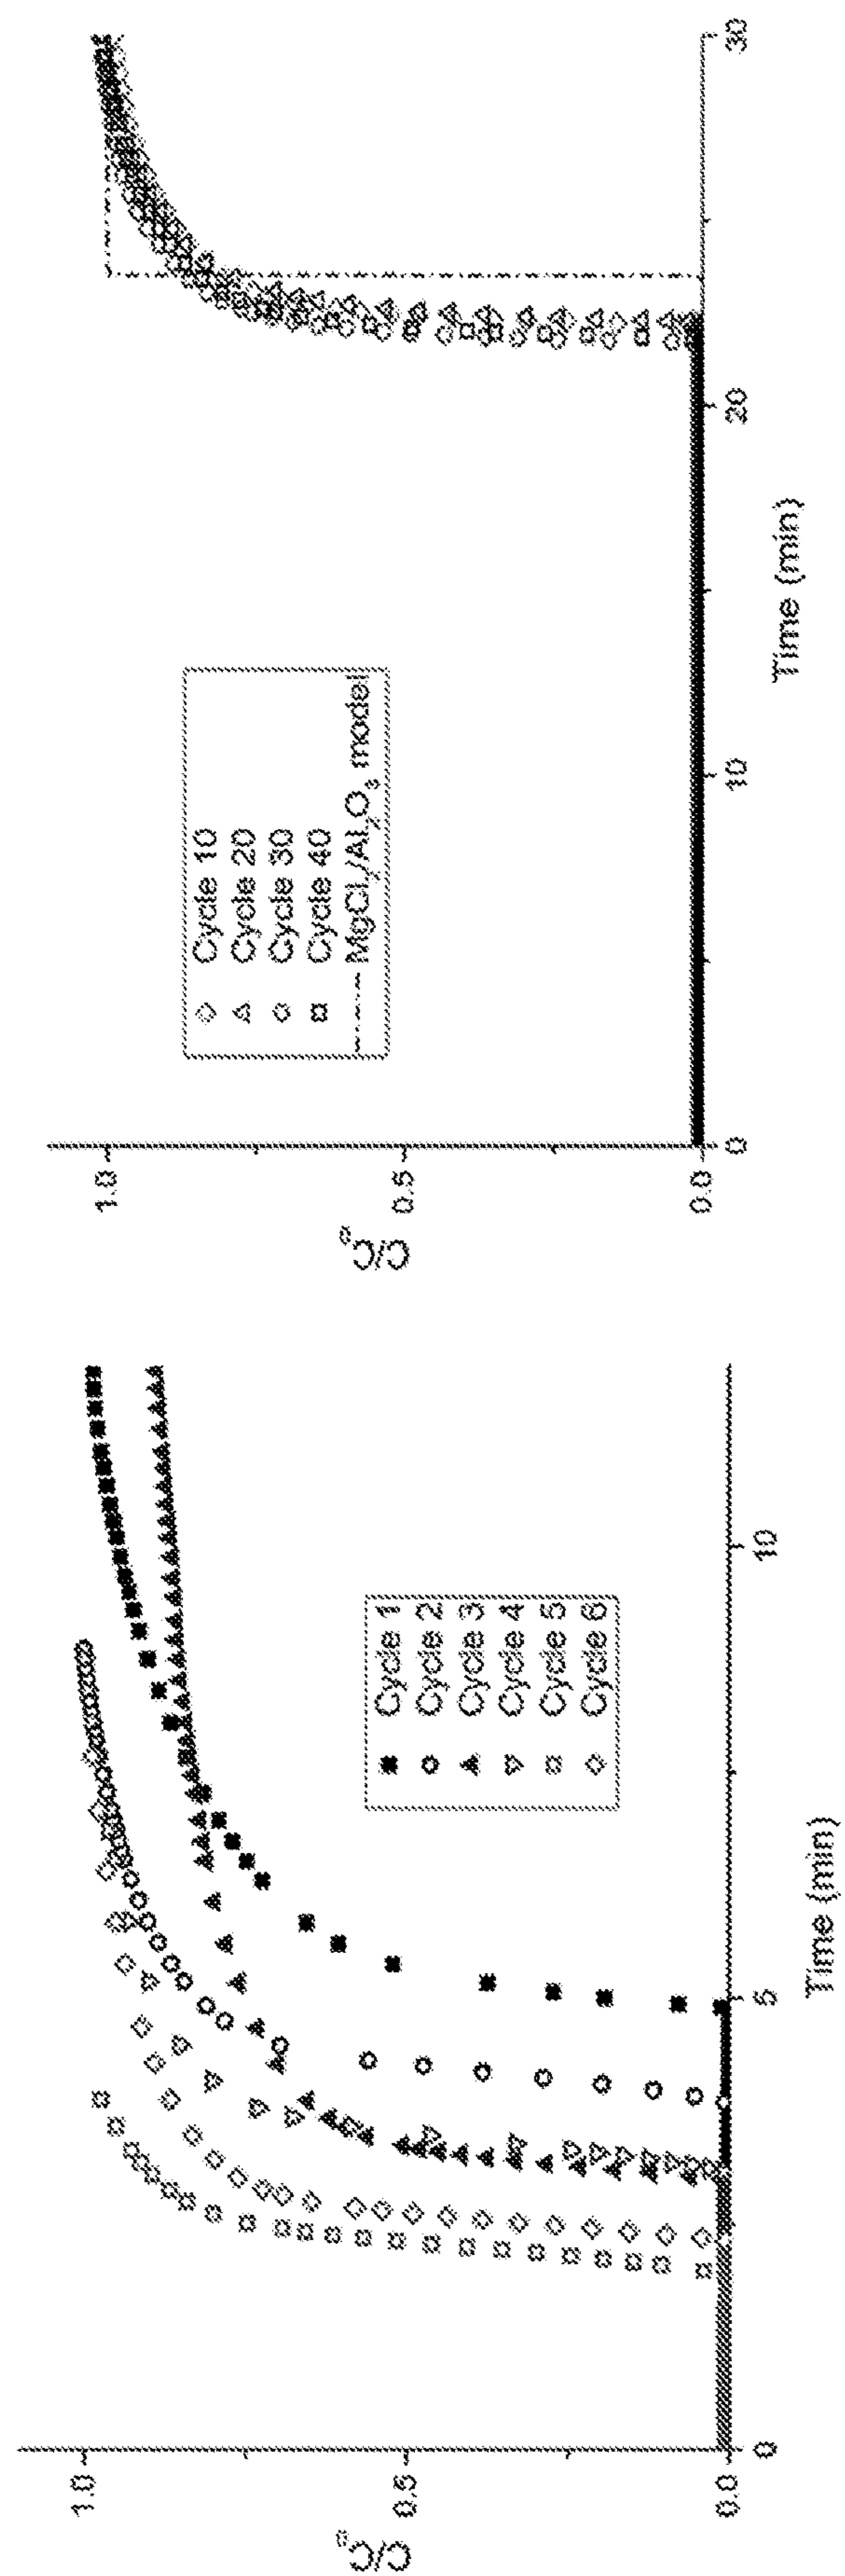 C/C₀
1.0
0.5
0.0
Cycle 1
Cycle 2
Cycle 3
Cycle 4
Cycle 5
Cycle 6
0
5
10
Time (min)
C/C₀
1.0
0.5
0.0
Cycle 10
Cycle 20
Cycle 30
Cycle 40
MgCl₂/Al₂O₃ model
0
10
20
30
Time (min)